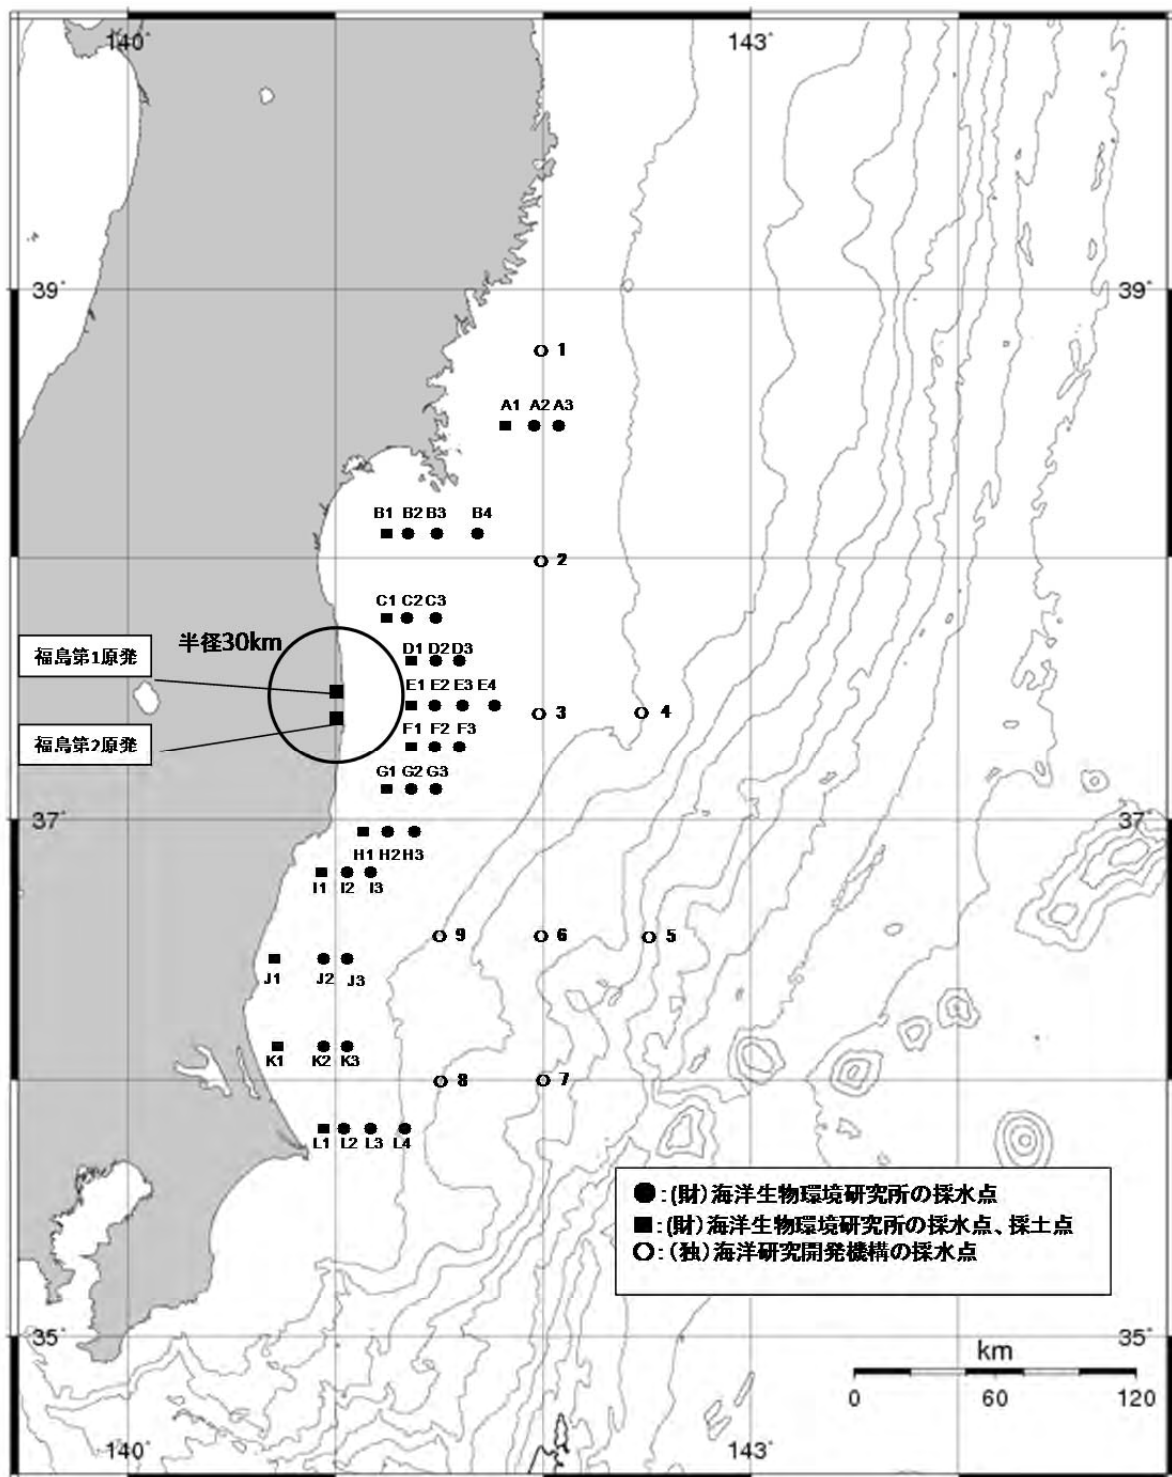 140° 143°
39° 39°
1
A1 A2 A3
B1 B2 B3 B4
2
C1 C2 C3
半径30km
福島第1原発
D1 D2 D3
E1 E2 E3 E4
3 4
福島第2原発
F1 F2 F3
G1 G2 G3
37° 37°
H1 H2 H3
I1 I2 I3
9 6 5
J1 J2 J3
K1 K2 K3
8 7
L1 L2 L3 L4
●:(財)海洋生物環境研究所の採水点
■:(財)海洋生物環境研究所の採水点、採土点
○:(独)海洋研究開発機構の採水点
35° 35°
km
0 60 120
140° 143°